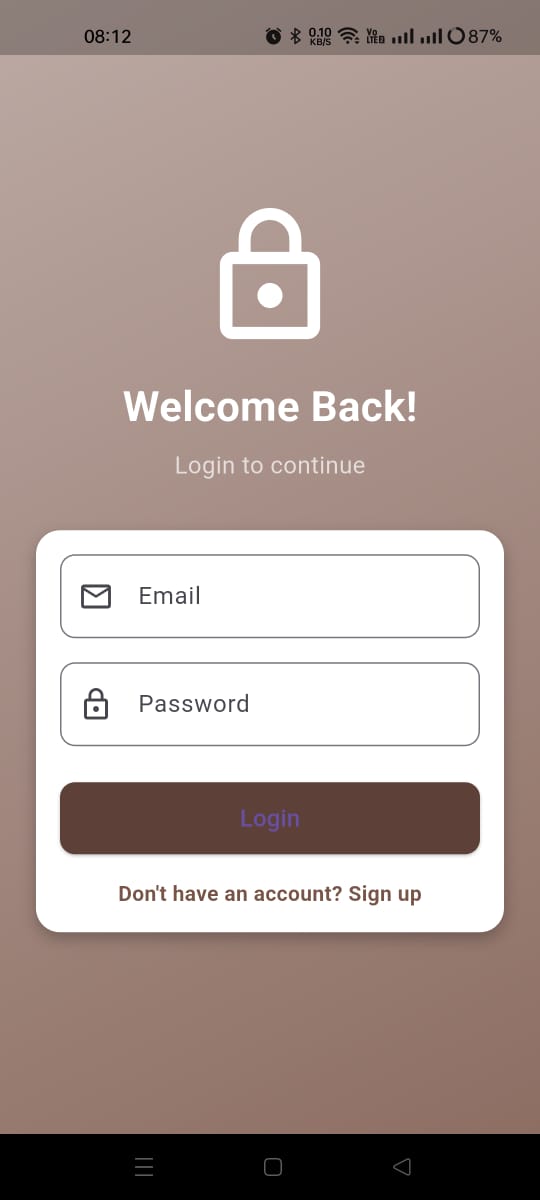 08:12 0.10 KB/S Vo LTE 2 87%
Welcome Back!
Login to continue
Email
Password
Login
Don't have an account? Sign up